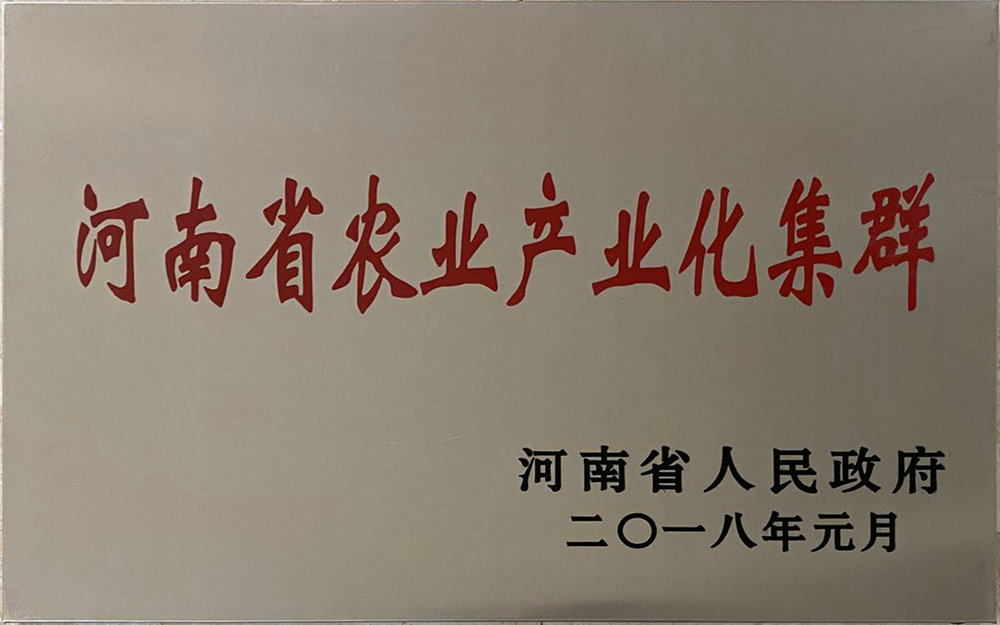 河南省农业产业化集群
河南省人民政府
二〇一八年元月